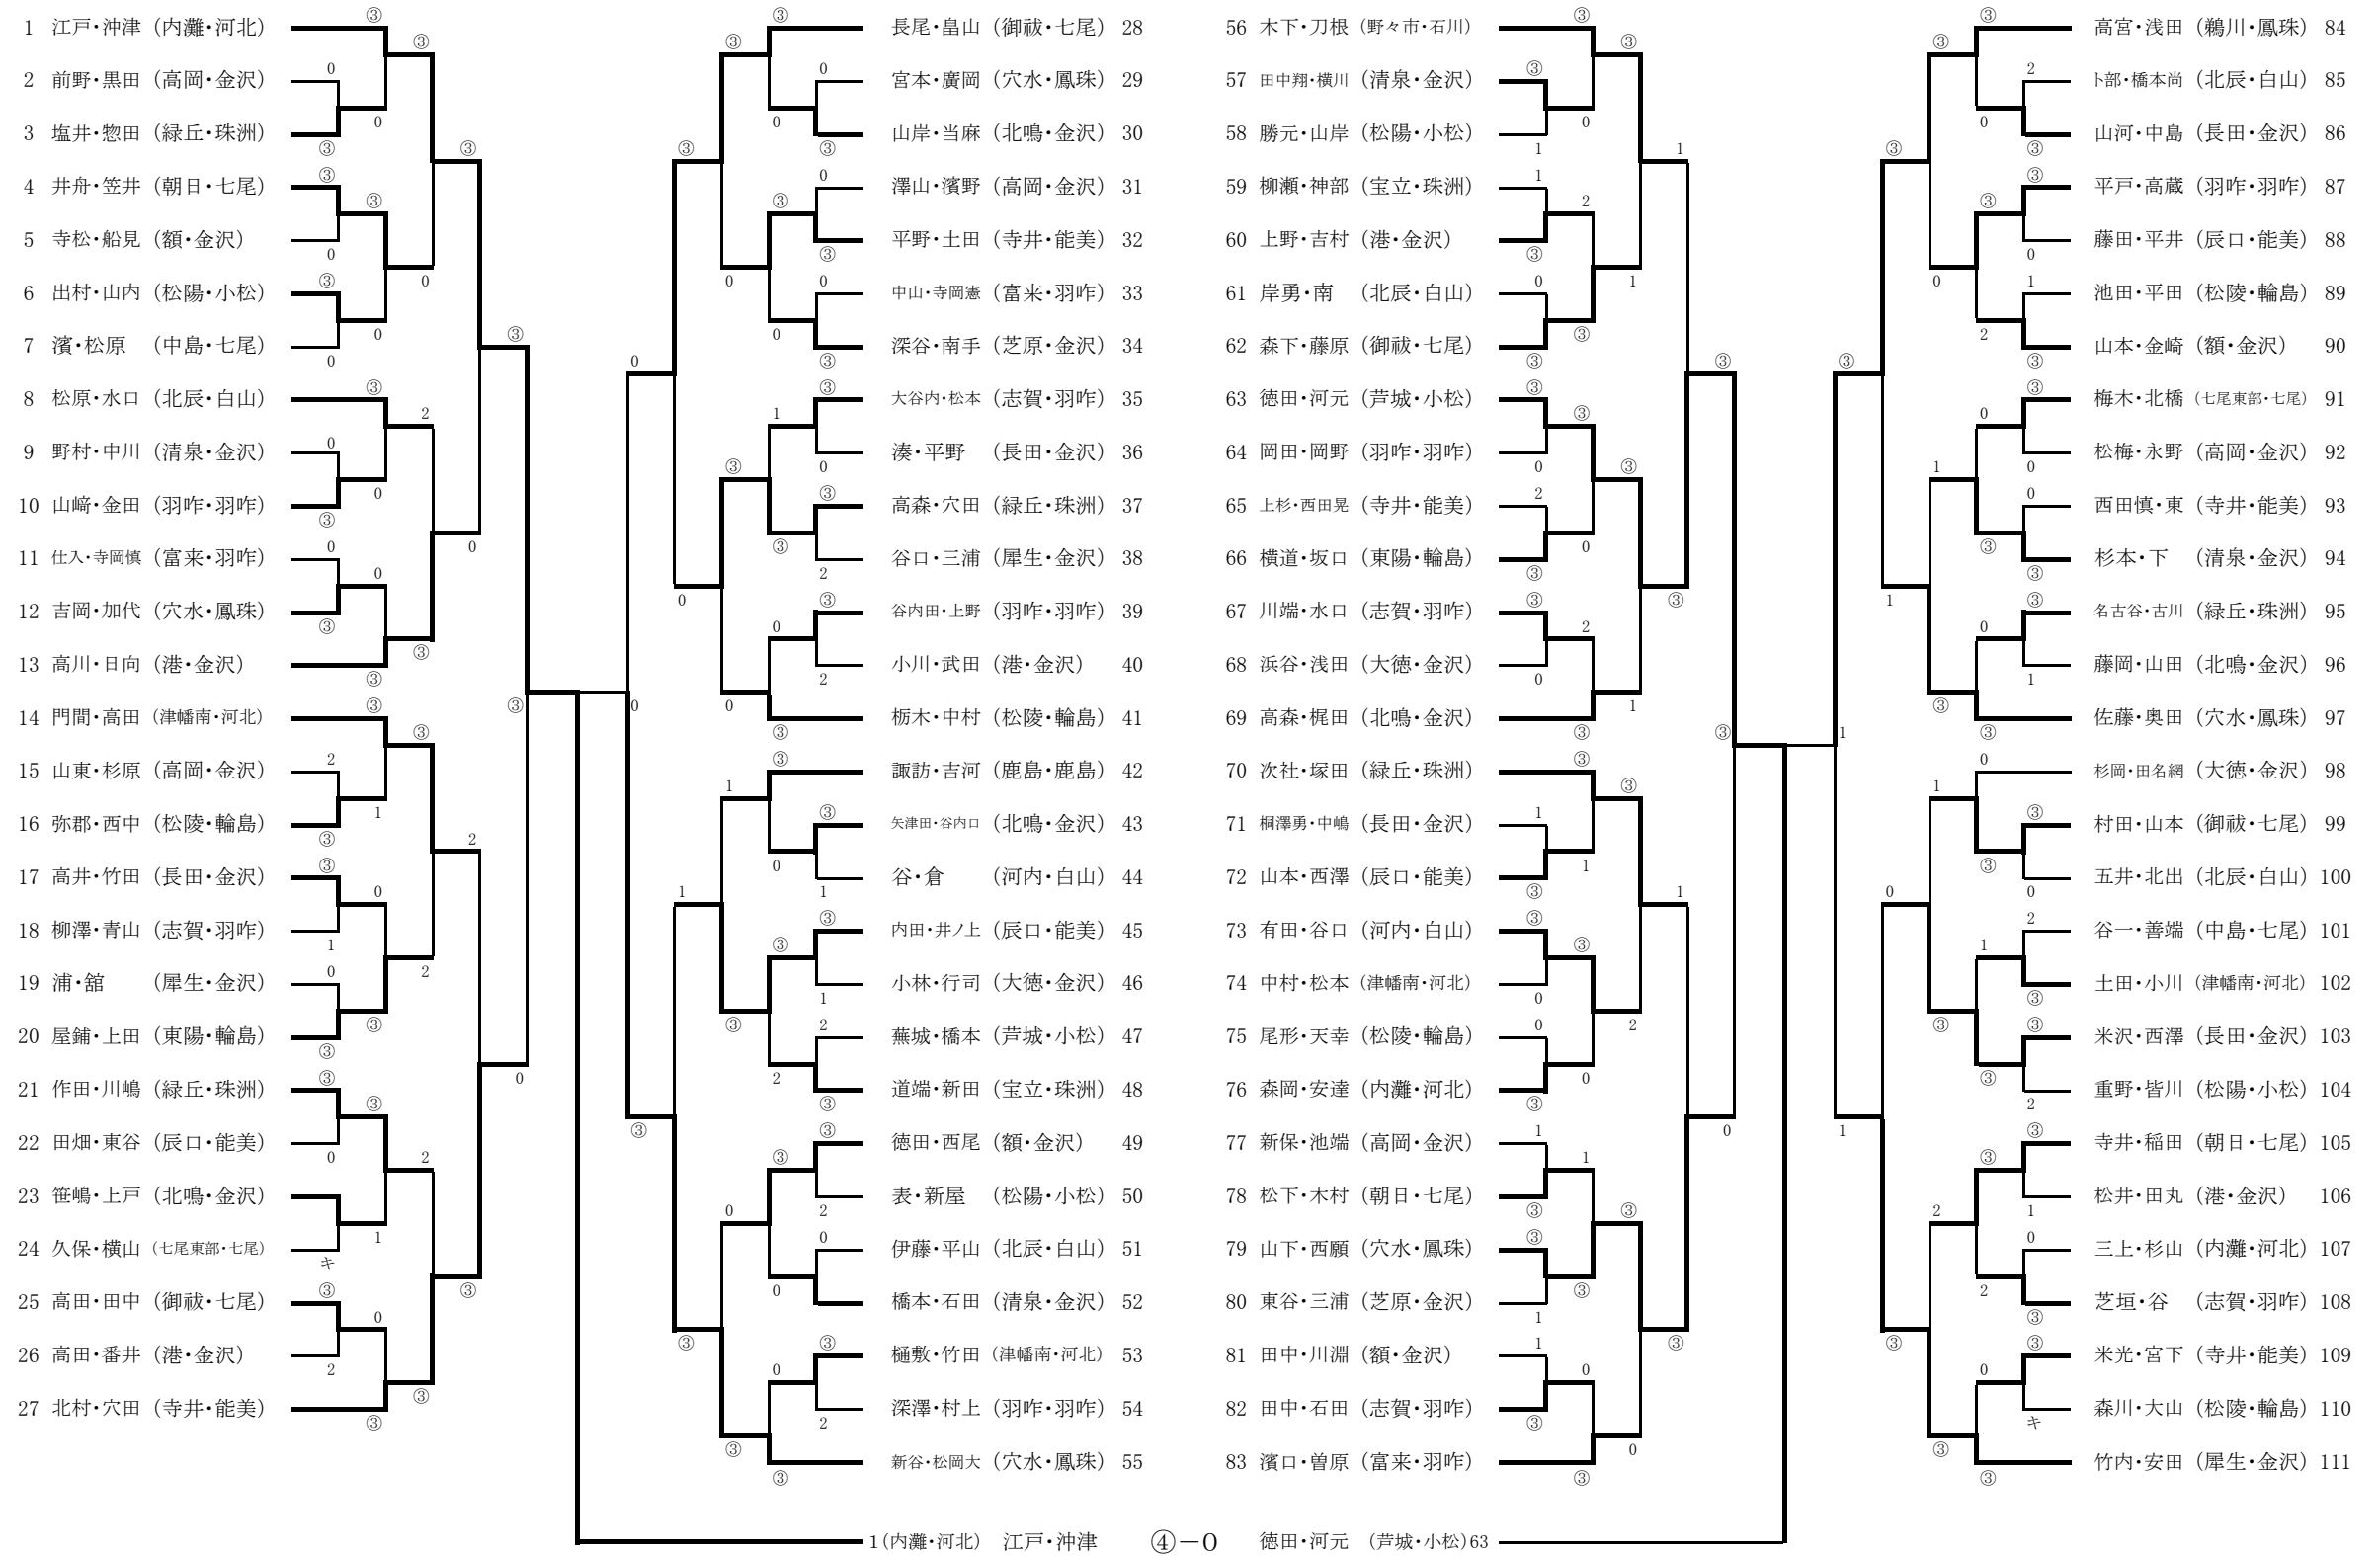 1 江戸・沖津 (内灘・河北)
2 前野・黒田 (高岡・金沢)
3 塩井・惣田 (緑丘・珠洲)
4 井舟・笠井 (朝日・七尾)
5 寺松・船見 (額・金沢)
6 出村・山内 (松陽・小松)
7 濱・松原 (中島・七尾)
8 松原・水口 (北辰・白山)
9 野村・中川 (清泉・金沢)
10 山﨑・金田 (羽咋・羽咋)
11 仕入・寺岡慎 (富来・羽咋)
12 吉岡・加代 (穴水・鳳珠)
13 高川・日向 (港・金沢)
14 門間・高田 (津幡南・河北)
15 山東・杉原 (高岡・金沢)
16 弥郡・西中 (松陵・輪島)
17 高井・竹田 (長田・金沢)
18 柳澤・青山 (志賀・羽咋)
19 浦・舘 (犀生・金沢)
20 屋鋪・上田 (東陽・輪島)
21 作田・川嶋 (緑丘・珠洲)
22 田畑・東谷 (辰口・能美)
23 笹嶋・上戸 (北鳴・金沢)
24 久保・横山 (七尾東部・七尾)
キ
25 高田・田中 (御祓・七尾)
26 高田・番井 (港・金沢)
27 北村・穴田 (寺井・能美)
長尾・畠山 (御祓・七尾) 28
宮本・廣岡 (穴水・鳳珠) 29
山岸・当麻 (北鳴・金沢) 30
澤山・濱野 (高岡・金沢) 31
平野・土田 (寺井・能美) 32
中山・寺岡憲 (富来・羽咋) 33
深谷・南手 (芝原・金沢) 34
大谷内・松本 (志賀・羽咋) 35
湊・平野 (長田・金沢) 36
高森・穴田 (緑丘・珠洲) 37
谷口・三浦 (犀生・金沢) 38
谷内田・上野 (羽咋・羽咋) 39
小川・武田 (港・金沢) 40
栃木・中村 (松陵・輪島) 41
諏訪・吉河 (鹿島・鹿島) 42
矢津田・谷内口 (北鳴・金沢) 43
谷・倉 (河内・白山) 44
内田・井ノ上 (辰口・能美) 45
小林・行司 (大徳・金沢) 46
蕪城・橋本 (芦城・小松) 47
道端・新田 (宝立・珠洲) 48
徳田・西尾 (額・金沢) 49
表・新屋 (松陽・小松) 50
伊藤・平山 (北辰・白山) 51
橋本・石田 (清泉・金沢) 52
樋敷・竹田 (津幡南・河北) 53
深澤・村上 (羽咋・羽咋) 54
新谷・松岡大 (穴水・鳳珠) 55
56 木下・刀根 (野々市・石川)
57 田中翔・横川 (清泉・金沢)
58 勝元・山岸 (松陽・小松)
59 柳瀬・神部 (宝立・珠洲)
60 上野・吉村 (港・金沢)
61 岸勇・南 (北辰・白山)
62 森下・藤原 (御祓・七尾)
63 徳田・河元 (芦城・小松)
64 岡田・岡野 (羽咋・羽咋)
65 上杉・西田晃 (寺井・能美)
66 横道・坂口 (東陽・輪島)
67 川端・水口 (志賀・羽咋)
68 浜谷・浅田 (大徳・金沢)
69 高森・梶田 (北鳴・金沢)
70 次社・塚田 (緑丘・珠洲)
71 桐澤勇・中嶋 (長田・金沢)
72 山本・西澤 (辰口・能美)
73 有田・谷口 (河内・白山)
74 中村・松本 (津幡南・河北)
75 尾形・天幸 (松陵・輪島)
76 森岡・安達 (内灘・河北)
77 新保・池端 (高岡・金沢)
78 松下・木村 (朝日・七尾)
79 山下・西願 (穴水・鳳珠)
80 東谷・三浦 (芝原・金沢)
81 田中・川淵 (額・金沢)
82 田中・石田 (志賀・羽咋)
83 濱口・曽原 (富来・羽咋)
高宮・浅田 (鵜川・鳳珠) 84
卜部・橋本尚 (北辰・白山) 85
山河・中島 (長田・金沢) 86
平戸・高蔵 (羽咋・羽咋) 87
藤田・平井 (辰口・能美) 88
池田・平田 (松陵・輪島) 89
山本・金崎 (額・金沢) 90
梅木・北橋 (七尾東部・七尾) 91
松梅・永野 (高岡・金沢) 92
西田慎・東 (寺井・能美) 93
杉本・下 (清泉・金沢) 94
名古谷・古川 (緑丘・珠洲) 95
藤岡・山田 (北鳴・金沢) 96
佐藤・奥田 (穴水・鳳珠) 97
杉岡・田名網 (大徳・金沢) 98
村田・山本 (御祓・七尾) 99
五井・北出 (北辰・白山) 100
谷一・善端 (中島・七尾) 101
土田・小川 (津幡南・河北) 102
米沢・西澤 (長田・金沢) 103
重野・皆川 (松陽・小松) 104
寺井・稲田 (朝日・七尾) 105
松井・田丸 (港・金沢) 106
三上・杉山 (内灘・河北) 107
芝垣・谷 (志賀・羽咋) 108
米光・宮下 (寺井・能美) 109
森川・大山 (松陵・輪島) 110
キ
竹内・安田 (犀生・金沢) 111
1(内灘・河北) 江戸・沖津 ④－0 徳田・河元 (芦城・小松)63